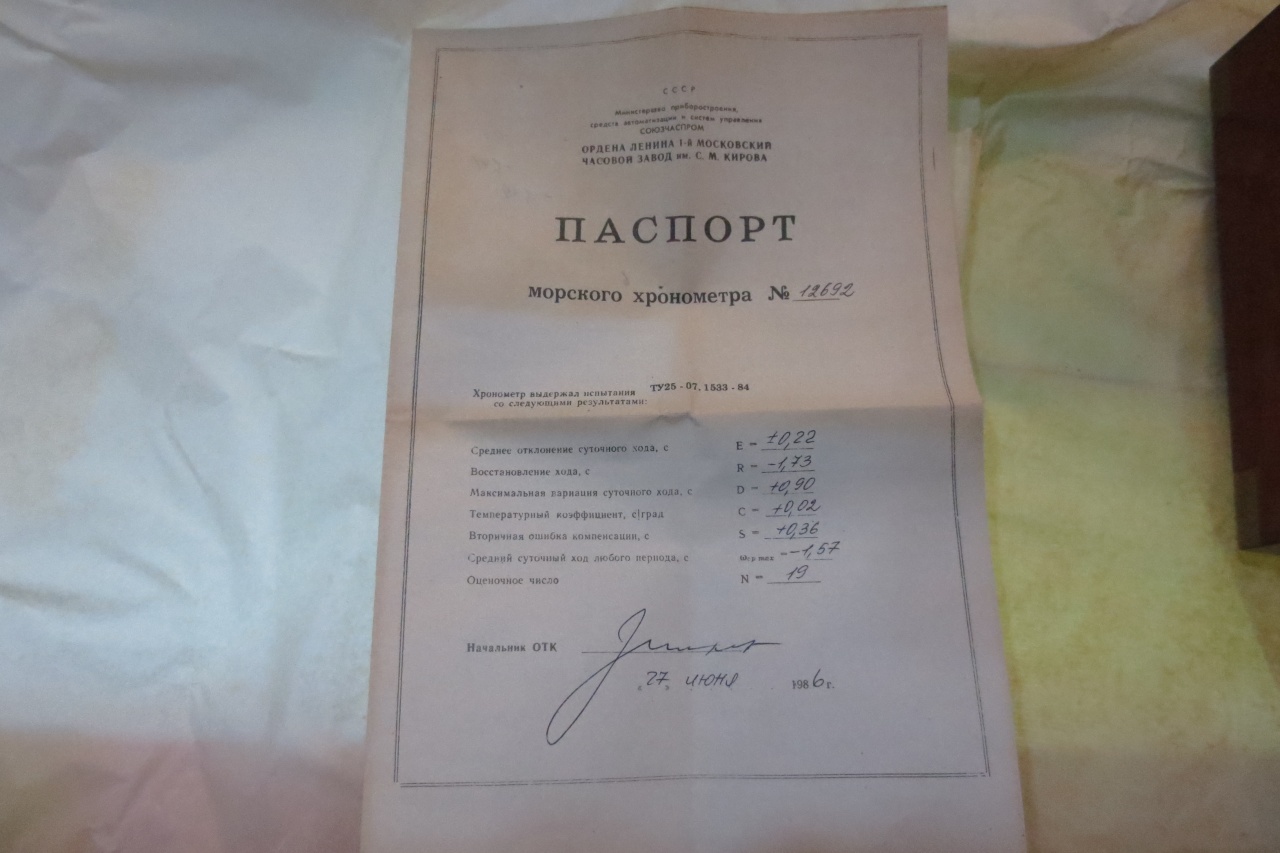 СССР
Министерство приборостроения,
средств автоматизации и систем управления
СОЮЗЧАСПРОМ
ОРДЕНА ЛЕНИНА 1-й МОСКОВСКИЙ
ЧАСОВОЙ ЗАВОД им. С. М. КИРОВА
ПАСПОРТ
морского хронометра № 12692
Хронометр выдержал испытания ТУ25-07.1533-84
со следующими результатами:
Среднее отклонение суточного хода, с E = ±0,22
Восстановление хода, с R = -1,73
Максимальная вариация суточного хода, с D = +0,90
Температурный коэффициент, с/град C = +0,02
Вторичная ошибка компенсации, с S = +0,36
Средний суточный ход любого периода, с max = -1,57
Оценочное число N = 19
Начальник ОТК
"27" июня 1986 г.